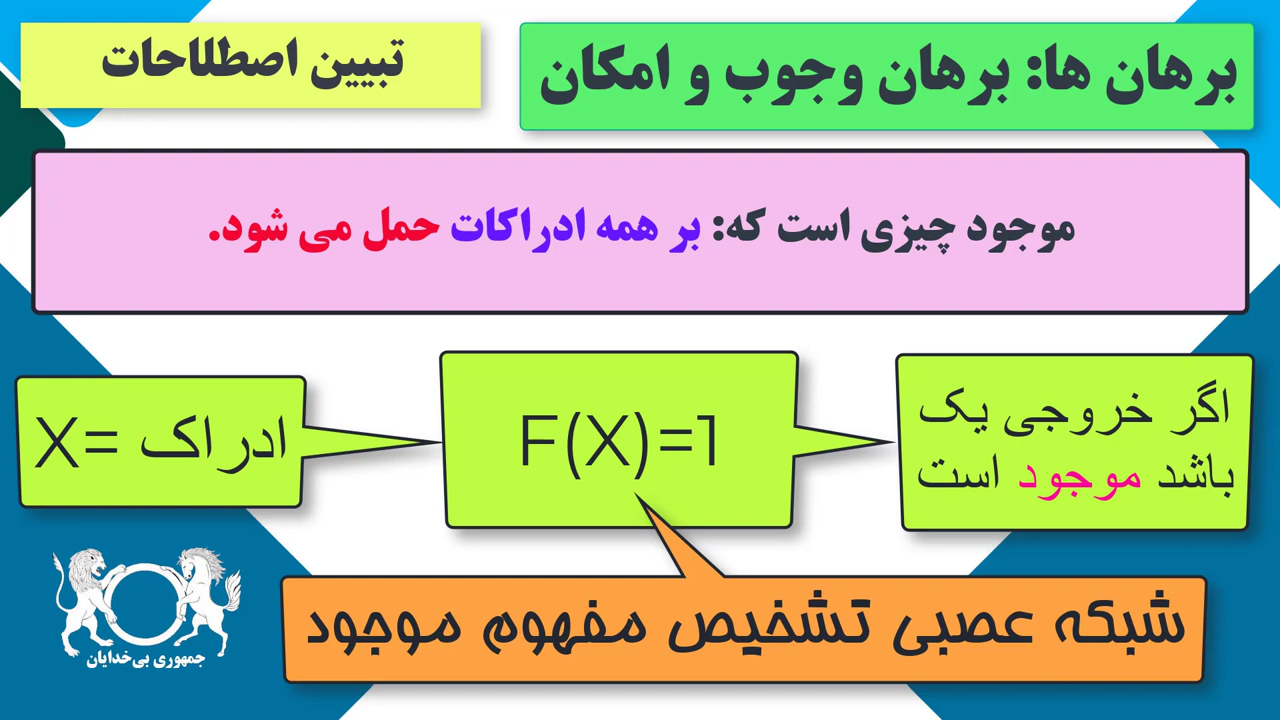 برهان ها: برهان وجوب و امکان
تبیین اصطلاحات
موجود چیزی است که: بر همه ادراکات حمل می شود.
اگر خروجی یک
باشد موجود است
F(X)=1
X= ادراک
شبکه عصبی تشخیص مفهوم موجود
جمهوری بی‌خدایان